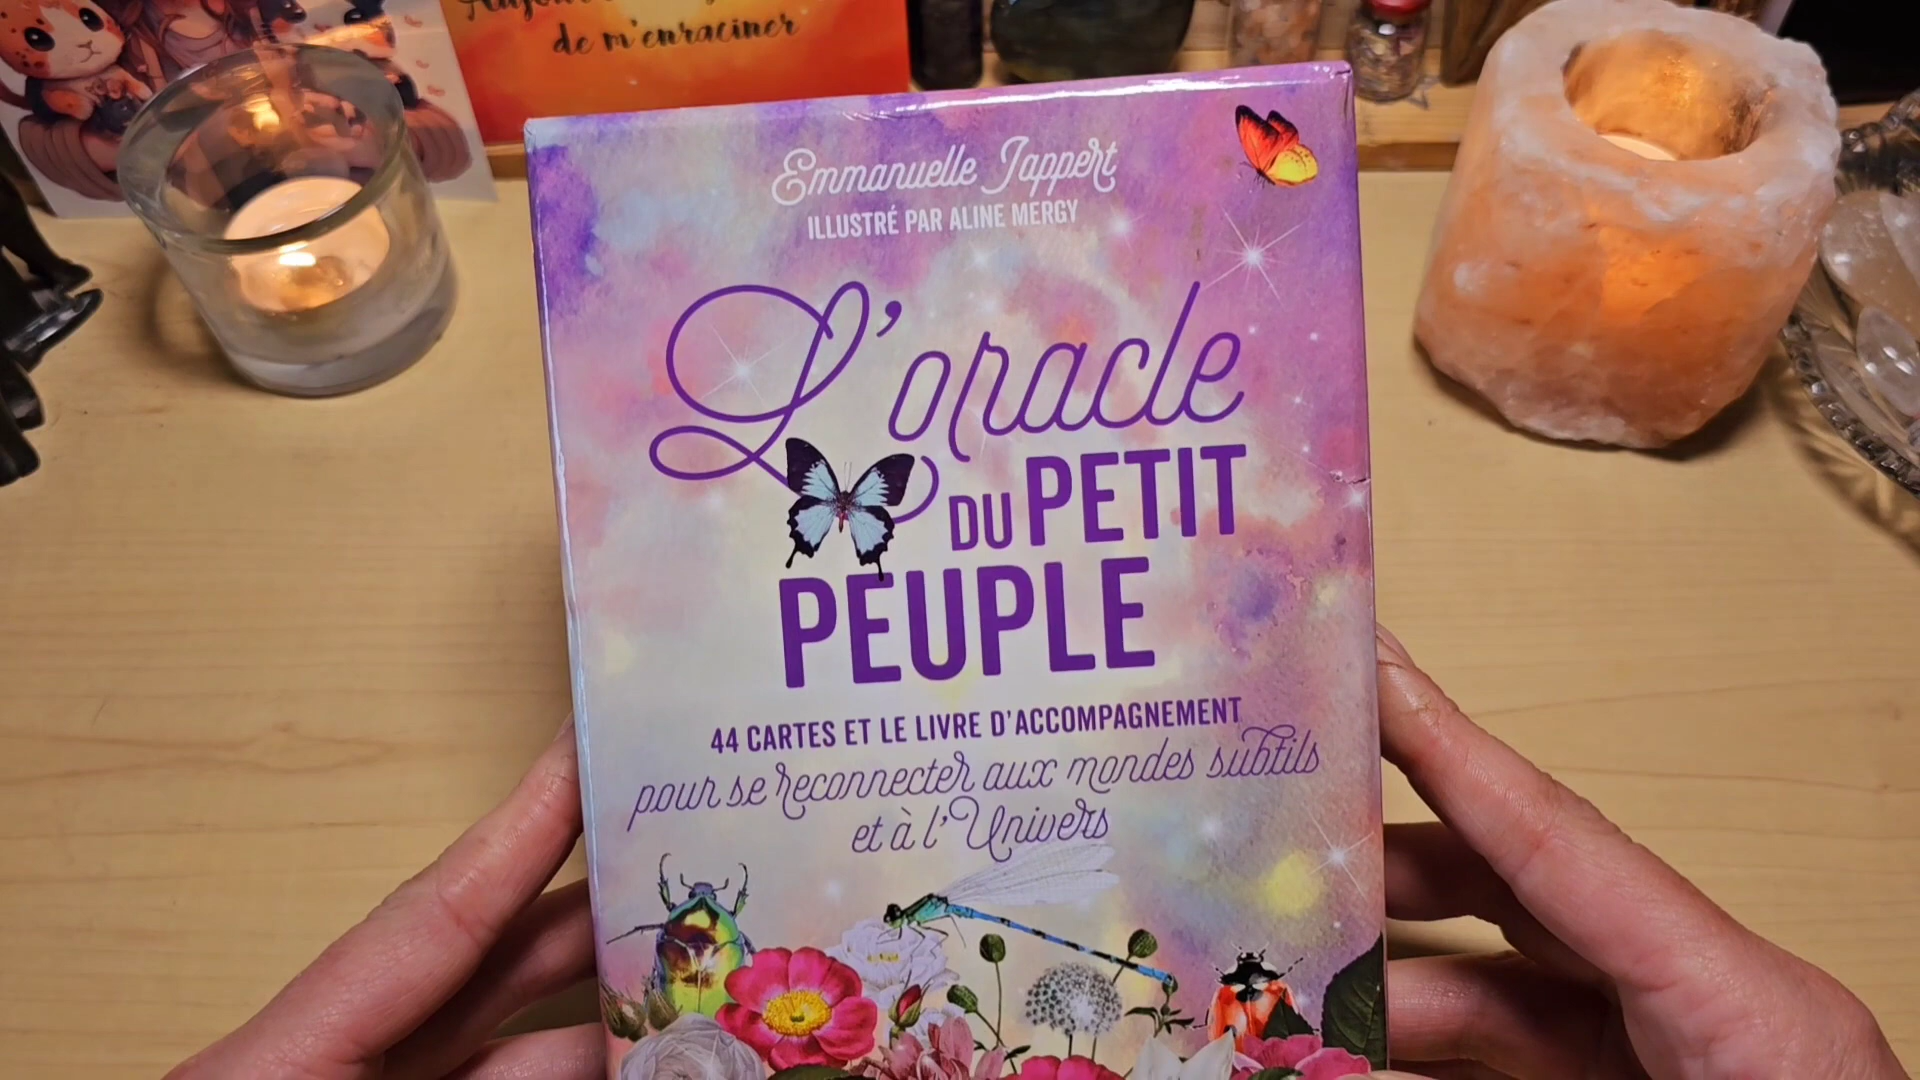 de m'enraciner
Emmanuelle Jappert
ILLUSTRÉ PAR ALINE MERGY
L'oracle
DU PETIT
PEUPLE
44 CARTES ET LE LIVRE D'ACCOMPAGNEMENT
pour se reconnecter aux mondes subtils
et à l'Univers